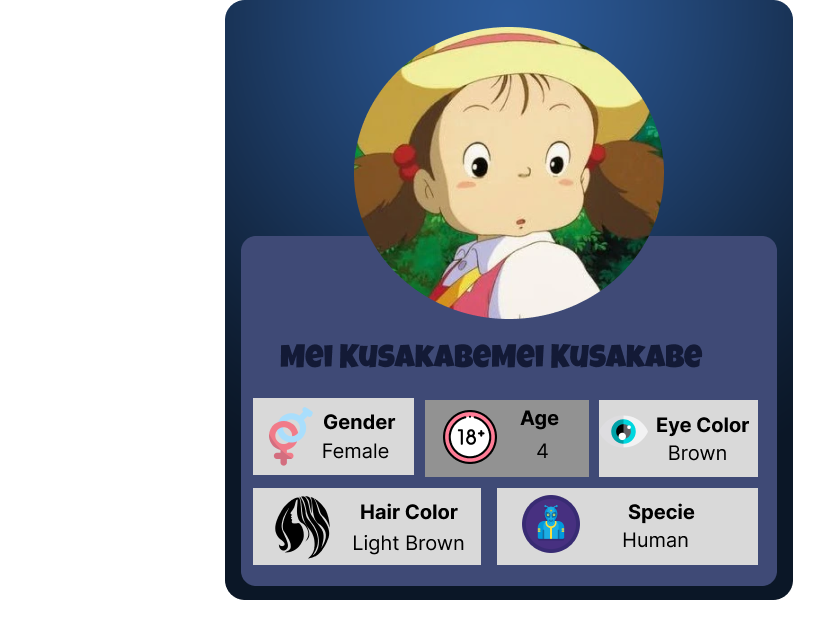 Mei KusakabeMei Kusakabe
Gender
Female
18+
Age
4
Eye Color
Brown
Hair Color
Light Brown
Specie
Human